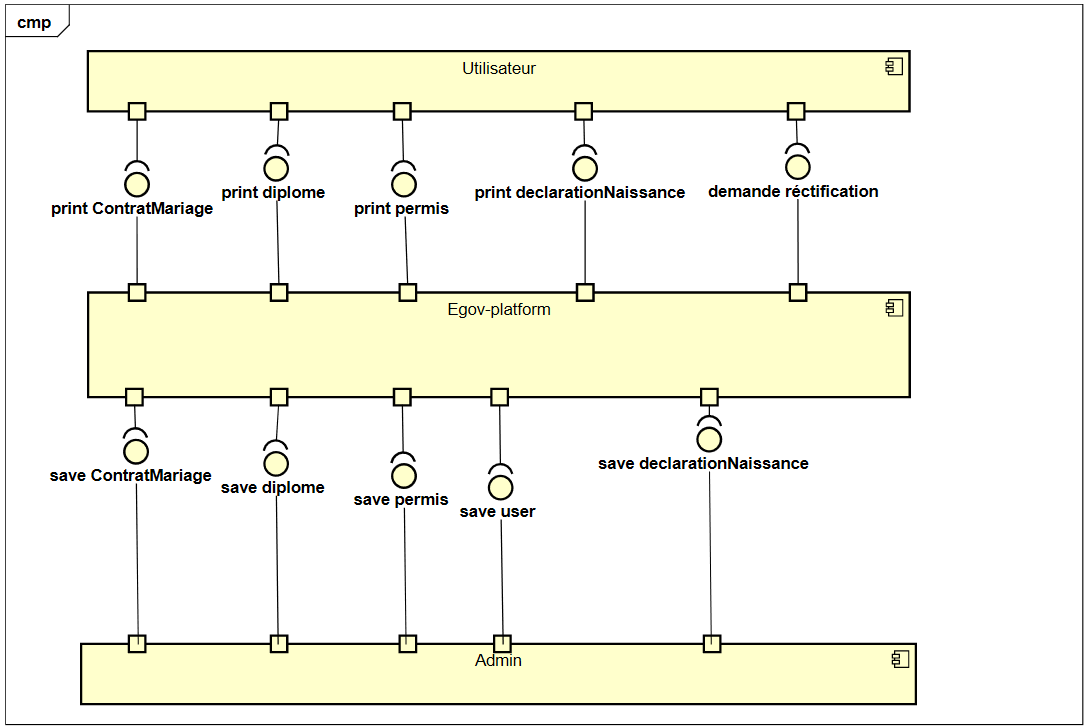 cmp
Utilisateur
print ContratMariage
print diplome
print permis
print declarationNaissance
demande réctification
Egov-platform
save ContratMariage
save diplome
save permis
save user
save declarationNaissance
Admin